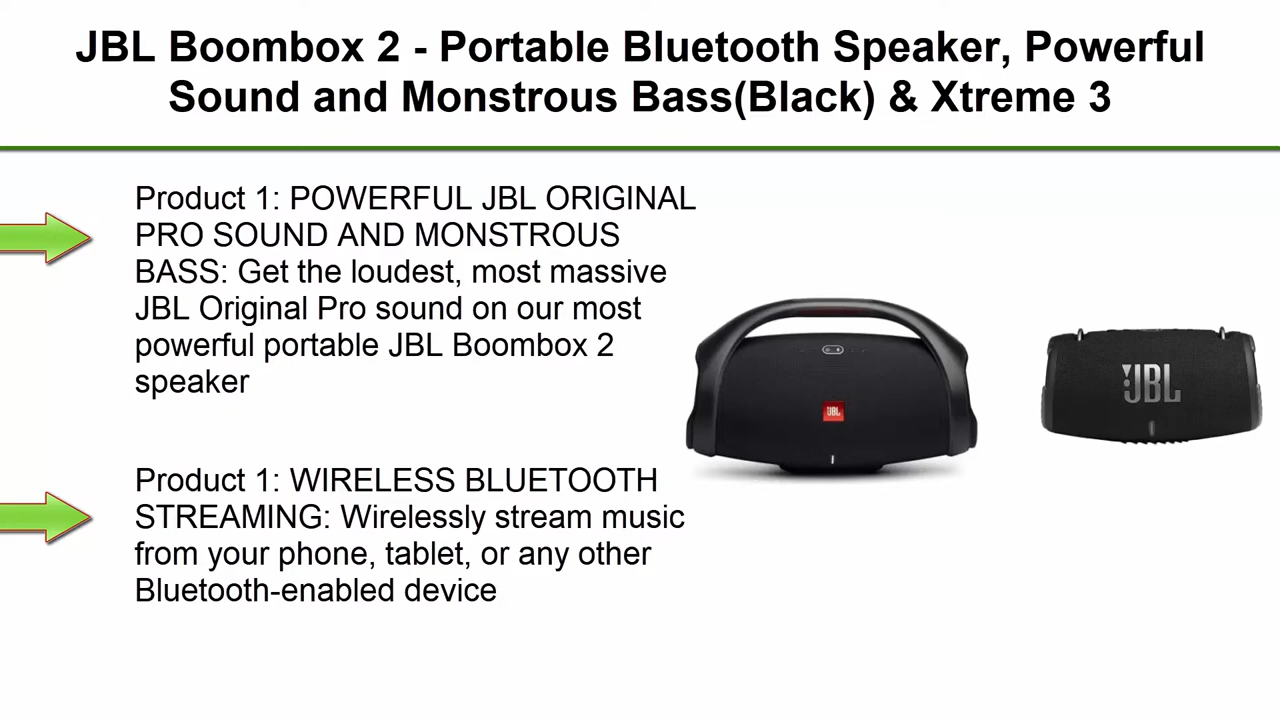 JBL Boombox 2 - Portable Bluetooth Speaker, Powerful
Sound and Monstrous Bass(Black) & Xtreme 3
Product 1: POWERFUL JBL ORIGINAL
PRO SOUND AND MONSTROUS
BASS: Get the loudest, most massive
JBL Original Pro sound on our most
powerful portable JBL Boombox 2
speaker
JBL
JBL
Product 1: WIRELESS BLUETOOTH
STREAMING: Wirelessly stream music
from your phone, tablet, or any other
Bluetooth-enabled device